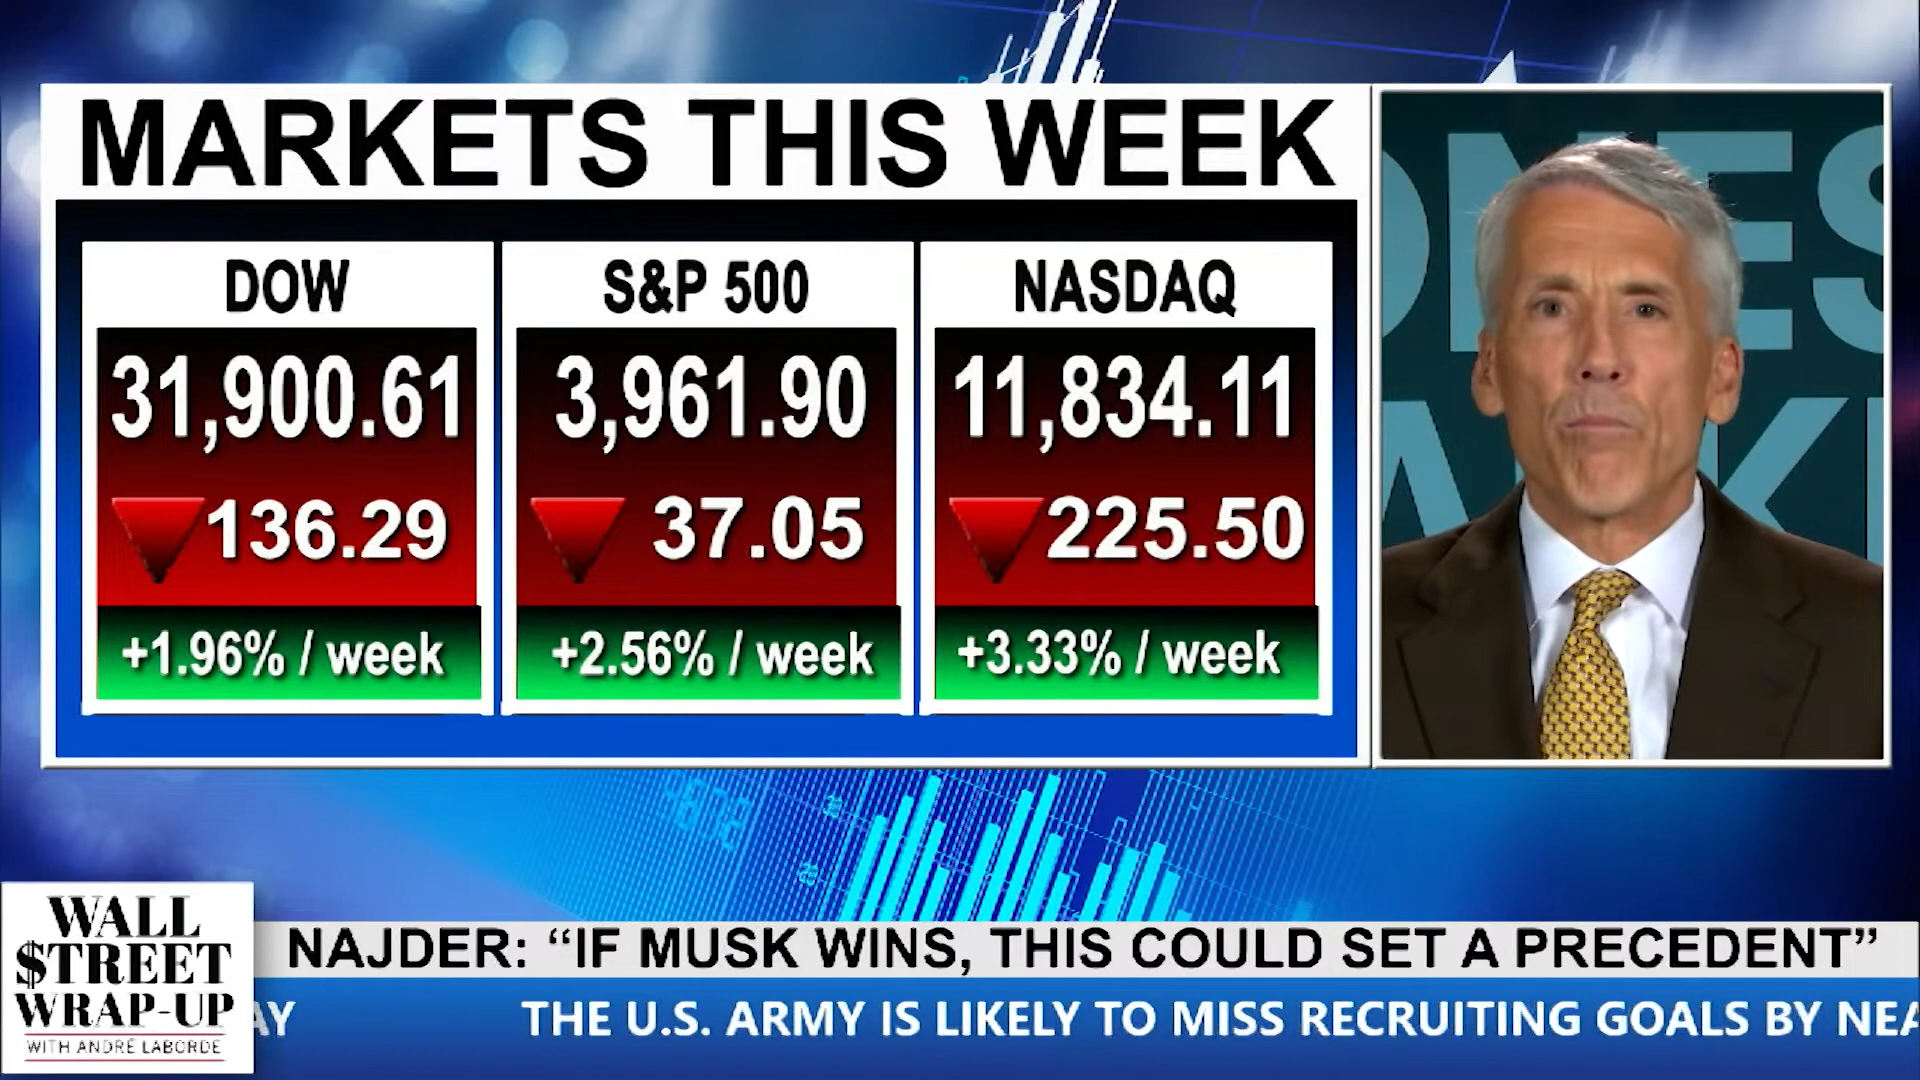 MARKETS THIS WEEK
DOW
31,900.61
136.29
+1.96% / week
S&P 500
3,961.90
37.05
+2.56% / week
NASDAQ
11,834.11
225.50
+3.33% / week
WALL
$TREET
WRAP-UP
WITH ANDRÉ LABORDE
NAJDER: “IF MUSK WINS, THIS COULD SET A PRECEDENT”
AY THE U.S. ARMY IS LIKELY TO MISS RECRUITING GOALS BY NEA